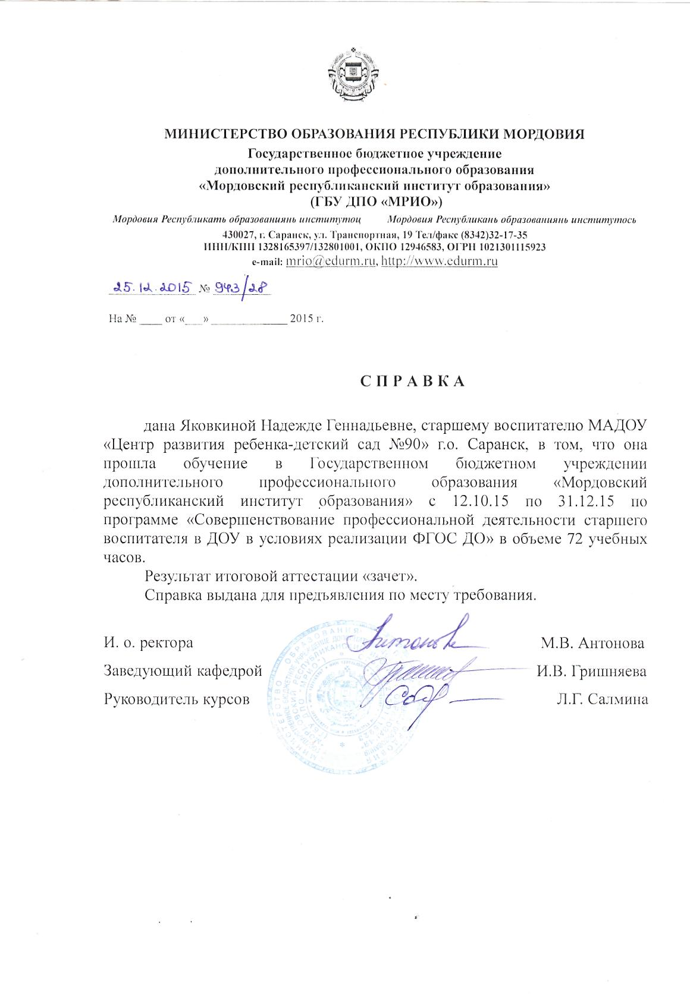 МИНИСТЕРСТВО ОБРАЗОВАНИЯ РЕСПУБЛИКИ МОРДОВИЯ
Государственное бюджетное учреждение
дополнительного профессионального образования
«Мордовский республиканский институт образования»
(ГБУ ДПО «МРИО»)
Мордовия Республикать образованиянь институтоц Мордовия Республикань образованиянь институтось
430027, г. Саранск, ул. Транспортная, 19 Тел/факс (8342)32-17-35
ИНН/КПП 1328165397/132801001, ОКПО 12946583, ОГРН 1021301115923
e-mail: mrio@edurm.ru, http://www.edurm.ru
25.12.2015 № 943/28
На № ____ от «___» _____________ 2015 г.
С П Р А В К А
дана Яковкиной Надежде Геннадьевне, старшему воспитателю МАДОУ
«Центр развития ребенка-детский сад №90» г.о. Саранск, в том, что она
прошла обучение в Государственном бюджетном учреждении
дополнительного профессионального образования «Мордовский
республиканский институт образования» с 12.10.15 по 31.12.15 по
программе «Совершенствование профессиональной деятельности старшего
воспитателя в ДОУ в условиях реализации ФГОС ДО» в объеме 72 учебных
часов.
Результат итоговой аттестации «зачет».
Справка выдана для предъявления по месту требования.
И. о. ректора М.В. Антонова
Заведующий кафедрой И.В. Гришняева
Руководитель курсов Л.Г. Салмина